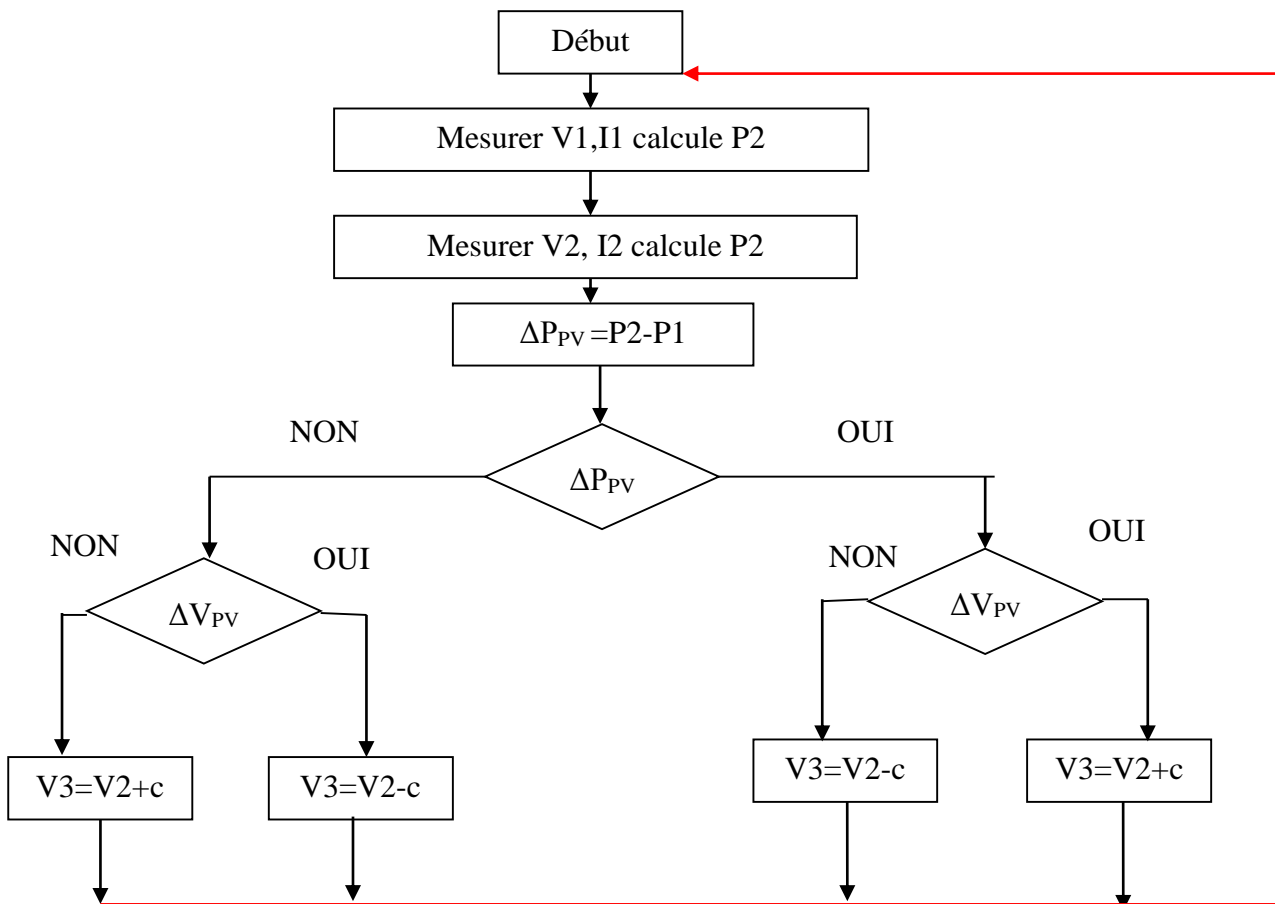 Début
Mesurer V1,I1 calcule P2
Mesurer V2, I2 calcule P2
ΔPPV =P2-P1
NON
OUI
ΔPPV
NON
OUI
NON
OUI
ΔVPV
ΔVPV
V3=V2+c
V3=V2-c
V3=V2-c
V3=V2+c